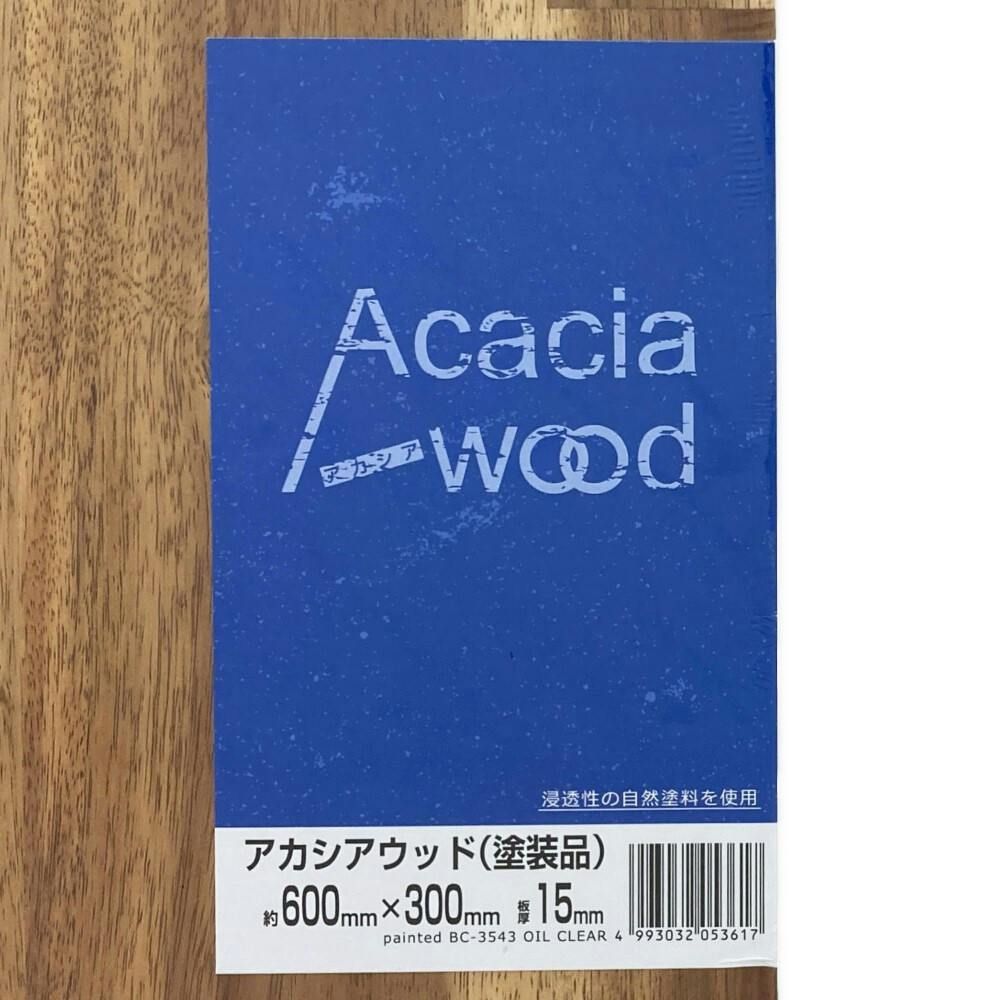 Acacia
アカシア wood
浸透性の自然塗料を使用
アカシアウッド(塗装品)
約600mm×300mm 板厚15mm
painted BC-3543 OIL CLEAR 4 993032 053617